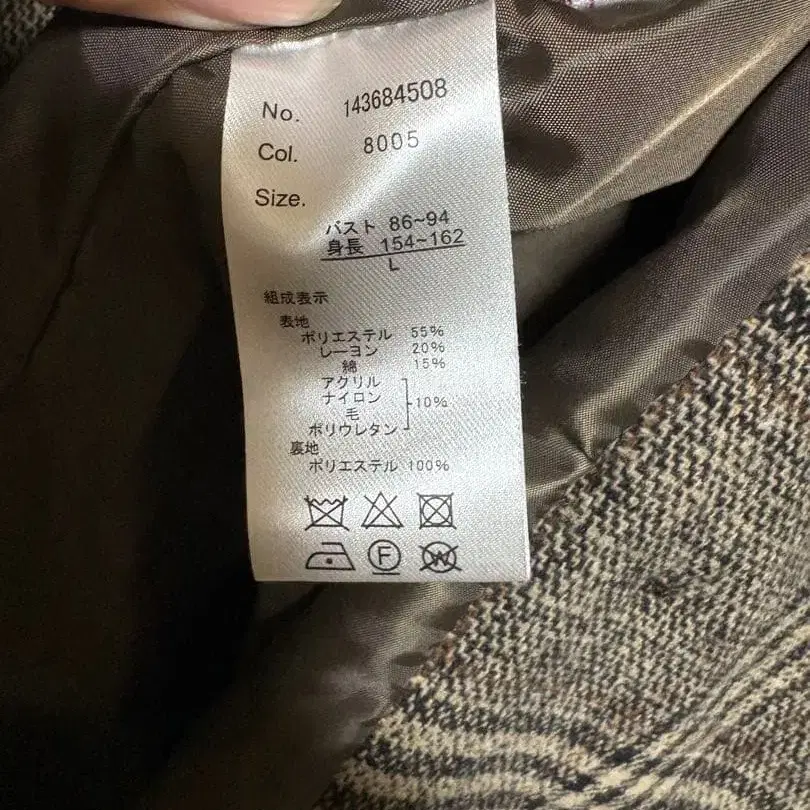 No. 143684508
Col. 8005
Size.
バスト 86~94
身長 154~162
L
組成表示
表地
ポリエステル 55%
レーヨン 20%
綿 15%
アクリル
ナイロン
毛
ポリウレタン
10%
裏地
ポリエステル 100%
F W